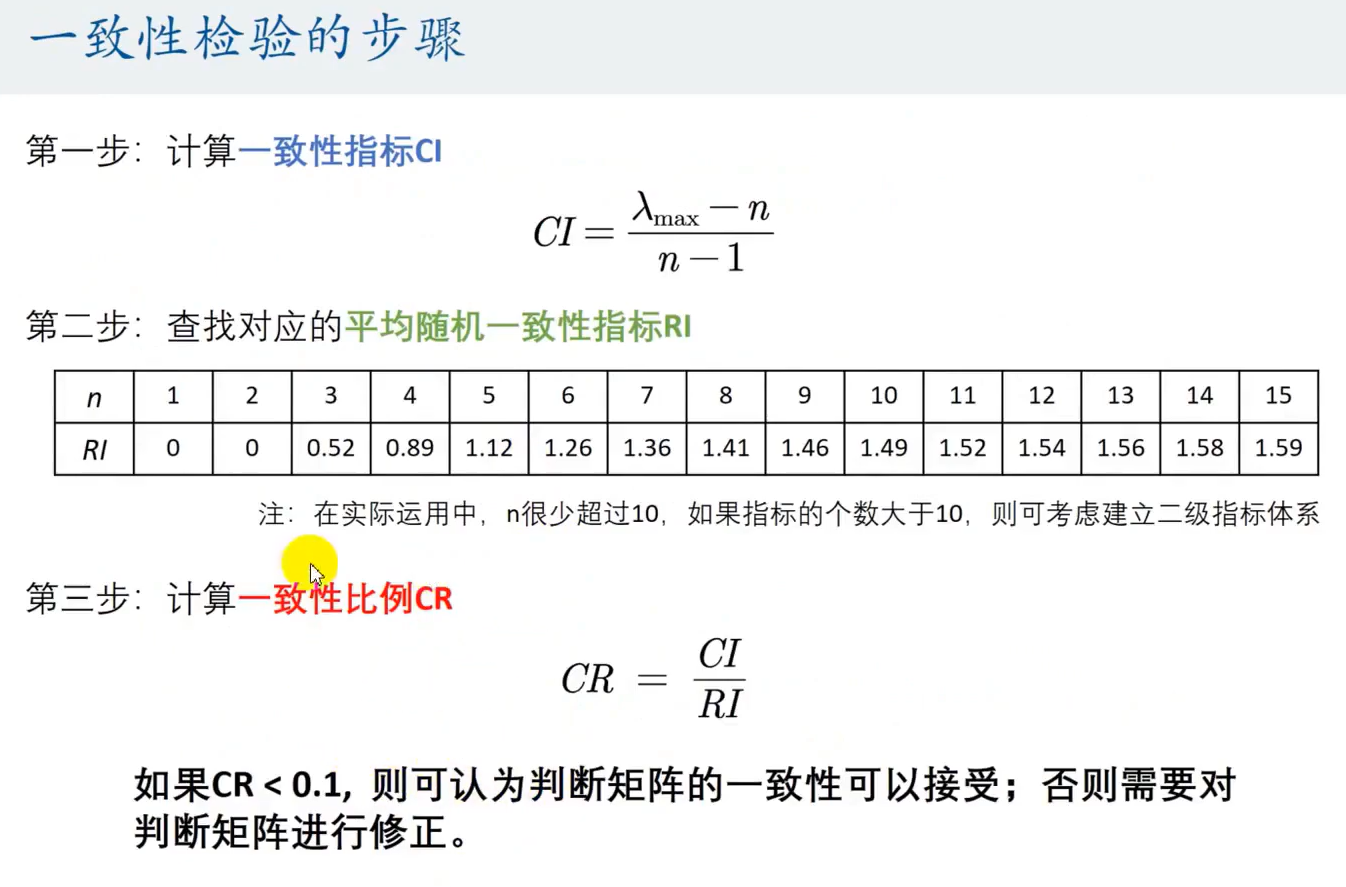 一致性检验的步骤
第一步：计算一致性指标CI
CI = (λmax − n) / (n − 1)
第二步：查找对应的平均随机一致性指标RI
n 1 2 3 4 5 6 7 8 9 10 11 12 13 14 15
RI 0 0 0.52 0.89 1.12 1.26 1.36 1.41 1.46 1.49 1.52 1.54 1.56 1.58 1.59
注：在实际运用中，n很少超过10，如果指标的个数大于10，则可考虑建立二级指标体系
第三步：计算一致性比例CR
CR = CI / RI
如果CR < 0.1, 则可认为判断矩阵的一致性可以接受；否则需要对
判断矩阵进行修正。